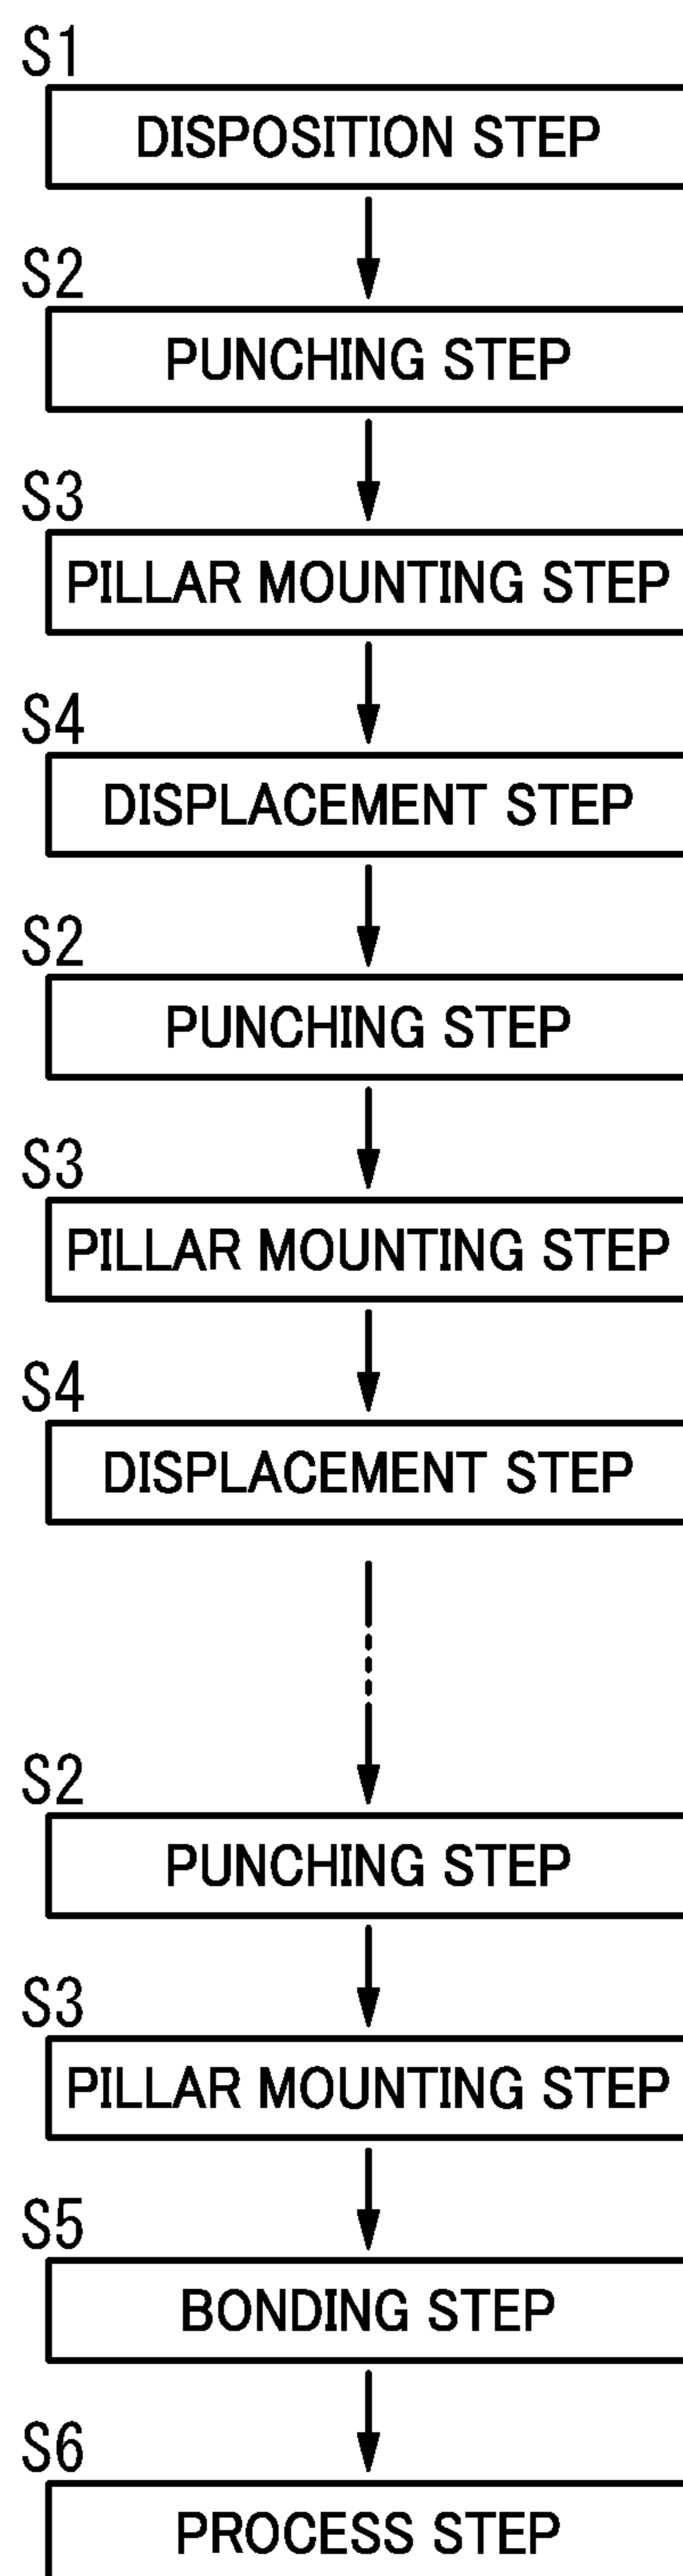 S1
DISPOSITION STEP
S2
PUNCHING STEP
S3
PILLAR MOUNTING STEP
S4
DISPLACEMENT STEP
S2
PUNCHING STEP
S3
PILLAR MOUNTING STEP
S4
DISPLACEMENT STEP
S2
PUNCHING STEP
S3
PILLAR MOUNTING STEP
S5
BONDING STEP
S6
PROCESS STEP